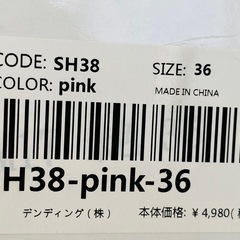 CODE: SH38 SIZE: 36
COLOR: pink MADE IN CHINA
H38-pink-36
デンディング(株) 本体価格: ¥4,980(税